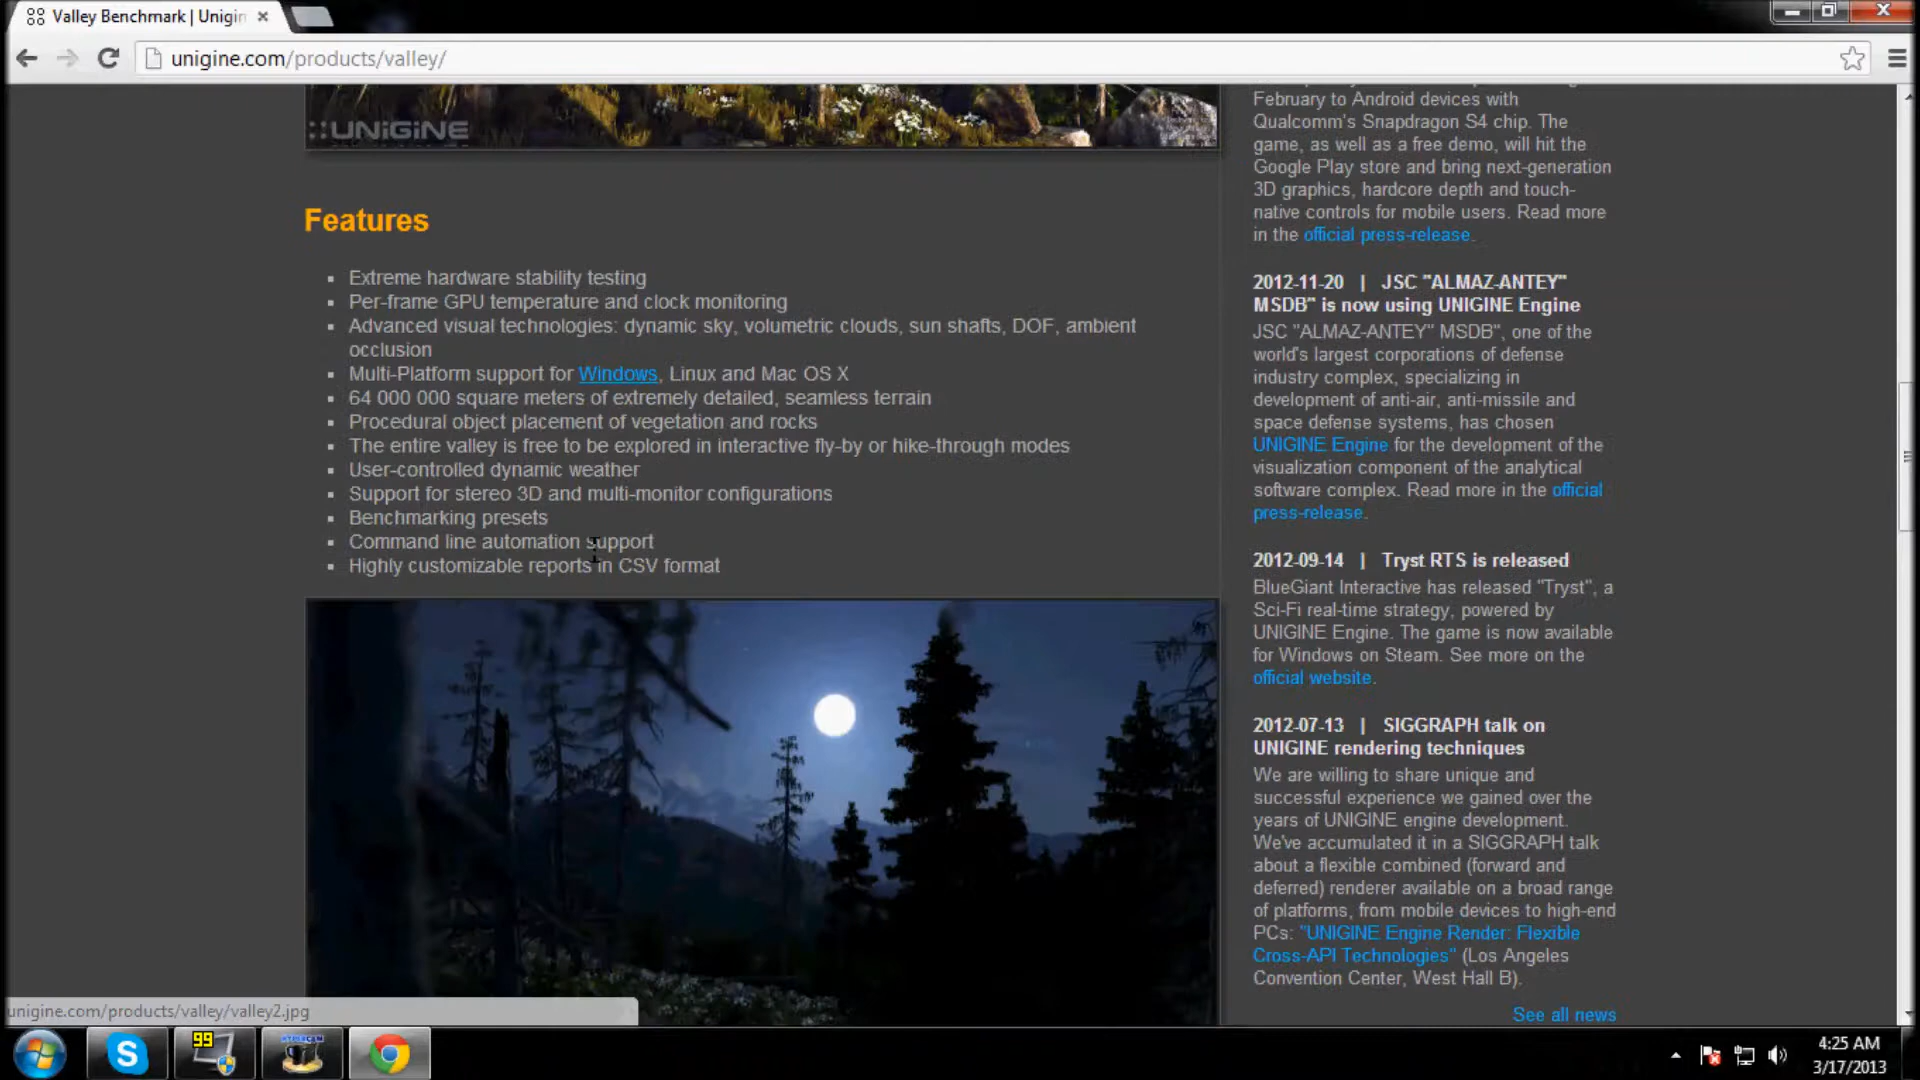 Valley Benchmark | Unigin
unigine.com/products/valley/
UNIGINE
Features
Extreme hardware stability testing
Per-frame GPU temperature and clock monitoring
Advanced visual technologies: dynamic sky, volumetric clouds, sun shafts, DOF, ambient
occlusion
Multi-Platform support for Windows, Linux and Mac OS X
64 000 000 square meters of extremely detailed, seamless terrain
Procedural object placement of vegetation and rocks
The entire valley is free to be explored in interactive fly-by or hike-through modes
User-controlled dynamic weather
Support for stereo 3D and multi-monitor configurations
Benchmarking presets
Command line automation support
Highly customizable reports in CSV format
February to Android devices with
Qualcomm's Snapdragon S4 chip. The
game, as well as a free demo, will hit the
Google Play store and bring next-generation
3D graphics, hardcore depth and touch-
native controls for mobile users. Read more
in the official press-release.
2012-11-20 | JSC "ALMAZ-ANTEY"
MSDB" is now using UNIGINE Engine
JSC "ALMAZ-ANTEY" MSDB", one of the
world's largest corporations of defense
industry complex, specializing in
development of anti-air, anti-missile and
space defense systems, has chosen
UNIGINE Engine for the development of the
visualization component of the analytical
software complex. Read more in the official
press-release.
2012-09-14 | Tryst RTS is released
BlueGiant Interactive has released "Tryst", a
Sci-Fi real-time strategy, powered by
UNIGINE Engine. The game is now available
for Windows on Steam. See more on the
official website.
2012-07-13 | SIGGRAPH talk on
UNIGINE rendering techniques
We are willing to share unique and
successful experience we gained over the
years of UNIGINE engine development.
We've accumulated it in a SIGGRAPH talk
about a flexible combined (forward and
deferred) renderer available on a broad range
of platforms, from mobile devices to high-end
PCs: "UNIGINE Engine Render: Flexible
Cross-API Technologies" (Los Angeles
Convention Center, West Hall B).
See all news
unigine.com/products/valley/valley2.jpg
99
4:25 AM
3/17/2013